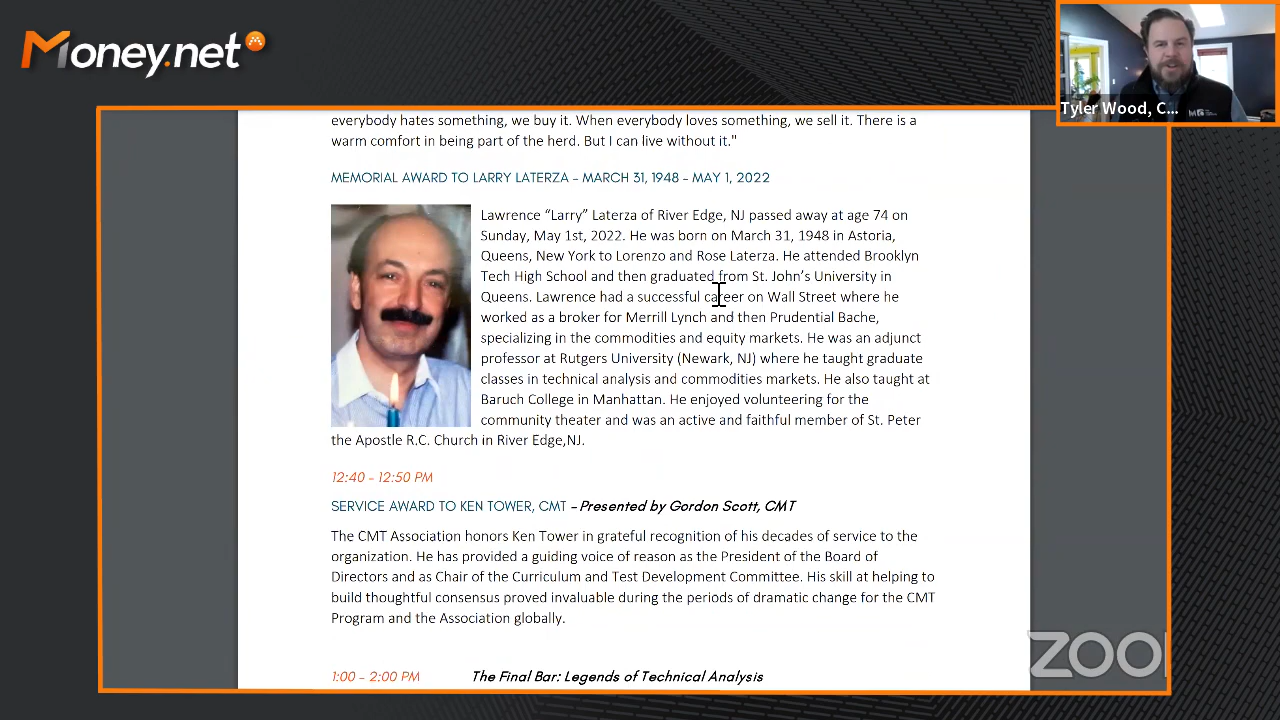 Money.net
Tyler Wood, C...
everybody hates something, we buy it. When everybody loves something, we sell it. There is a
warm comfort in being part of the herd. But I can live without it."
MEMORIAL AWARD TO LARRY LATERZA – MARCH 31, 1948 – MAY 1, 2022
Lawrence “Larry” Laterza of River Edge, NJ passed away at age 74 on
Sunday, May 1st, 2022. He was born on March 31, 1948 in Astoria,
Queens, New York to Lorenzo and Rose Laterza. He attended Brooklyn
Tech High School and then graduated from St. John’s University in
Queens. Lawrence had a successful career on Wall Street where he
worked as a broker for Merrill Lynch and then Prudential Bache,
specializing in the commodities and equity markets. He was an adjunct
professor at Rutgers University (Newark, NJ) where he taught graduate
classes in technical analysis and commodities markets. He also taught at
Baruch College in Manhattan. He enjoyed volunteering for the
community theater and was an active and faithful member of St. Peter
the Apostle R.C. Church in River Edge,NJ.
12:40 – 12:50 PM
SERVICE AWARD TO KEN TOWER, CMT – Presented by Gordon Scott, CMT
The CMT Association honors Ken Tower in grateful recognition of his decades of service to the
organization. He has provided a guiding voice of reason as the President of the Board of
Directors and as Chair of the Curriculum and Test Development Committee. His skill at helping to
build thoughtful consensus proved invaluable during the periods of dramatic change for the CMT
Program and the Association globally.
1:00 – 2:00 PM The Final Bar: Legends of Technical Analysis
ZOO